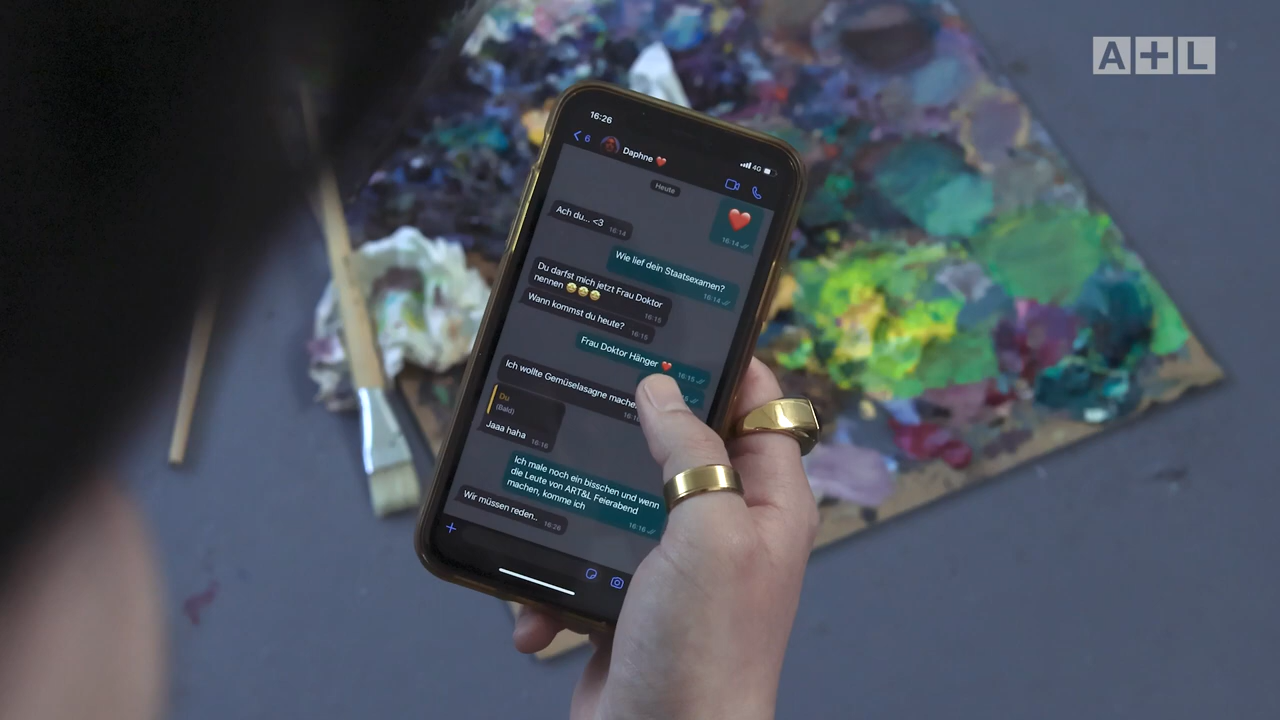 A+L
16:26
4G
6
Daphne ❤️
Heute
❤️
16:14
Ach du... <3 16:14
Wie lief dein Staatsexamen?
16:14
Du darfst mich jetzt Frau Doktor
nennen 🤩🤩🤩
16:15
Wann kommst du heute? 16:15
Frau Doktor Hänger ❤️ 16:15
Ich wollte Gemüselasagne mache
Du
(Bald)
Jaaa haha 16:16
Ich male noch ein bisschen und wenn
die Leute von ART&L Feierabend
machen, komme ich
16:16
Wir müssen reden.. 16:26